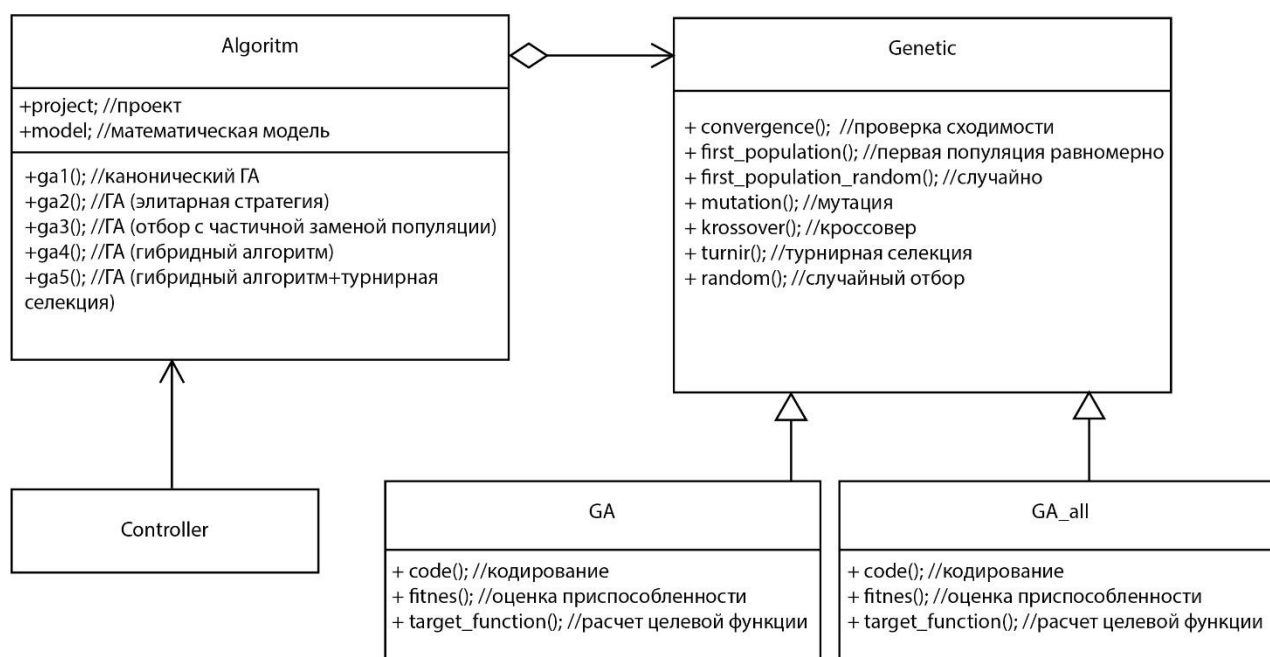 Algoritm
+project; //проект
+model; //математическая модель
+ga1(); //канонический ГА
+ga2(); //ГА (элитарная стратегия)
+ga3(); //ГА (отбор с частичной заменой популяции)
+ga4(); //ГА (гибридный алгоритм)
+ga5(); //ГА (гибридный алгоритм+турнирная
селекция)
Genetic
+ convergence(); //проверка сходимости
+ first_population(); //первая популяция равномерно
+ first_population_random(); //случайно
+ mutation(); //мутация
+ krossover(); //кроссовер
+ turnir(); //турнирная селекция
+ random(); //случайный отбор
Controller
GA
+ code(); //кодирование
+ fitnes(); //оценка приспособленности
+ target_function(); //расчет целевой функции
GA_all
+ code(); //кодирование
+ fitnes(); //оценка приспособленности
+ target_function(); //расчет целевой функции